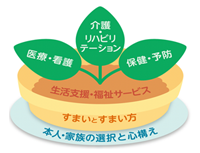 介護・
リハビリ
テーション
医療・看護
保健・予防
生活支援・福祉サービス
すまいとすまい方
本人・家族の選択と心構え